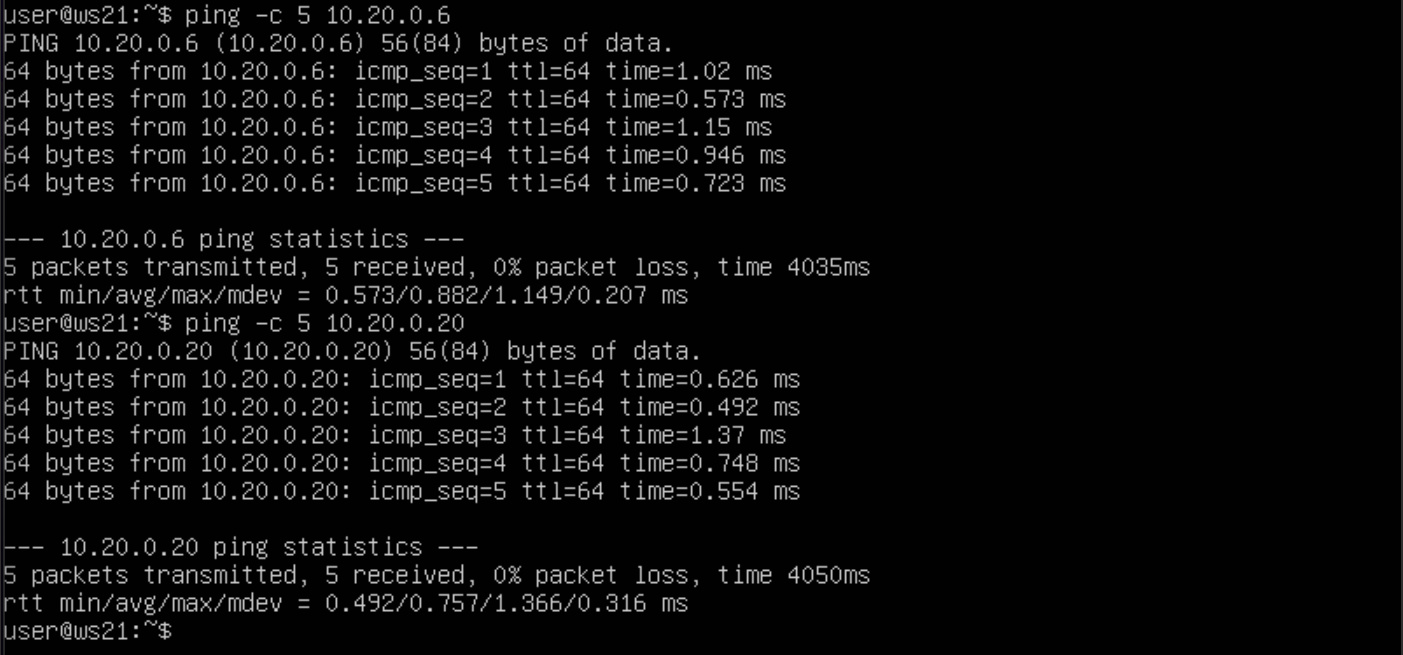 user@ws21:~$ ping -c 5 10.20.0.6
PING 10.20.0.6 (10.20.0.6) 56(84) bytes of data.
64 bytes from 10.20.0.6: icmp_seq=1 ttl=64 time=1.02 ms
64 bytes from 10.20.0.6: icmp_seq=2 ttl=64 time=0.573 ms
64 bytes from 10.20.0.6: icmp_seq=3 ttl=64 time=1.15 ms
64 bytes from 10.20.0.6: icmp_seq=4 ttl=64 time=0.946 ms
64 bytes from 10.20.0.6: icmp_seq=5 ttl=64 time=0.723 ms
--- 10.20.0.6 ping statistics ---
5 packets transmitted, 5 received, 0% packet loss, time 4035ms
rtt min/avg/max/mdev = 0.573/0.882/1.149/0.207 ms
user@ws21:~$ ping -c 5 10.20.0.20
PING 10.20.0.20 (10.20.0.20) 56(84) bytes of data.
64 bytes from 10.20.0.20: icmp_seq=1 ttl=64 time=0.626 ms
64 bytes from 10.20.0.20: icmp_seq=2 ttl=64 time=0.492 ms
64 bytes from 10.20.0.20: icmp_seq=3 ttl=64 time=1.37 ms
64 bytes from 10.20.0.20: icmp_seq=4 ttl=64 time=0.748 ms
64 bytes from 10.20.0.20: icmp_seq=5 ttl=64 time=0.554 ms
--- 10.20.0.20 ping statistics ---
5 packets transmitted, 5 received, 0% packet loss, time 4050ms
rtt min/avg/max/mdev = 0.492/0.757/1.366/0.316 ms
user@ws21:~$